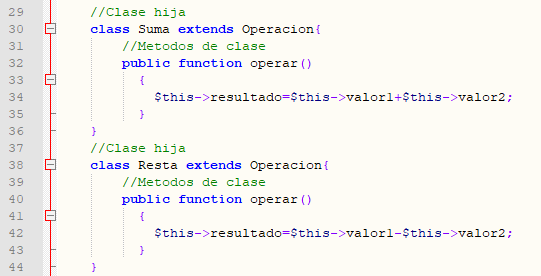 29 //Clase hija
30 class Suma extends Operacion{
31 //Metodos de clase
32 public function operar()
33 {
34 $this->resultado=$this->valor1+$this->valor2;
35 }
36 }
37 //Clase hija
38 class Resta extends Operacion{
39 //Metodos de clase
40 public function operar()
41 {
42 $this->resultado=$this->valor1-$this->valor2;
43 }
44 }